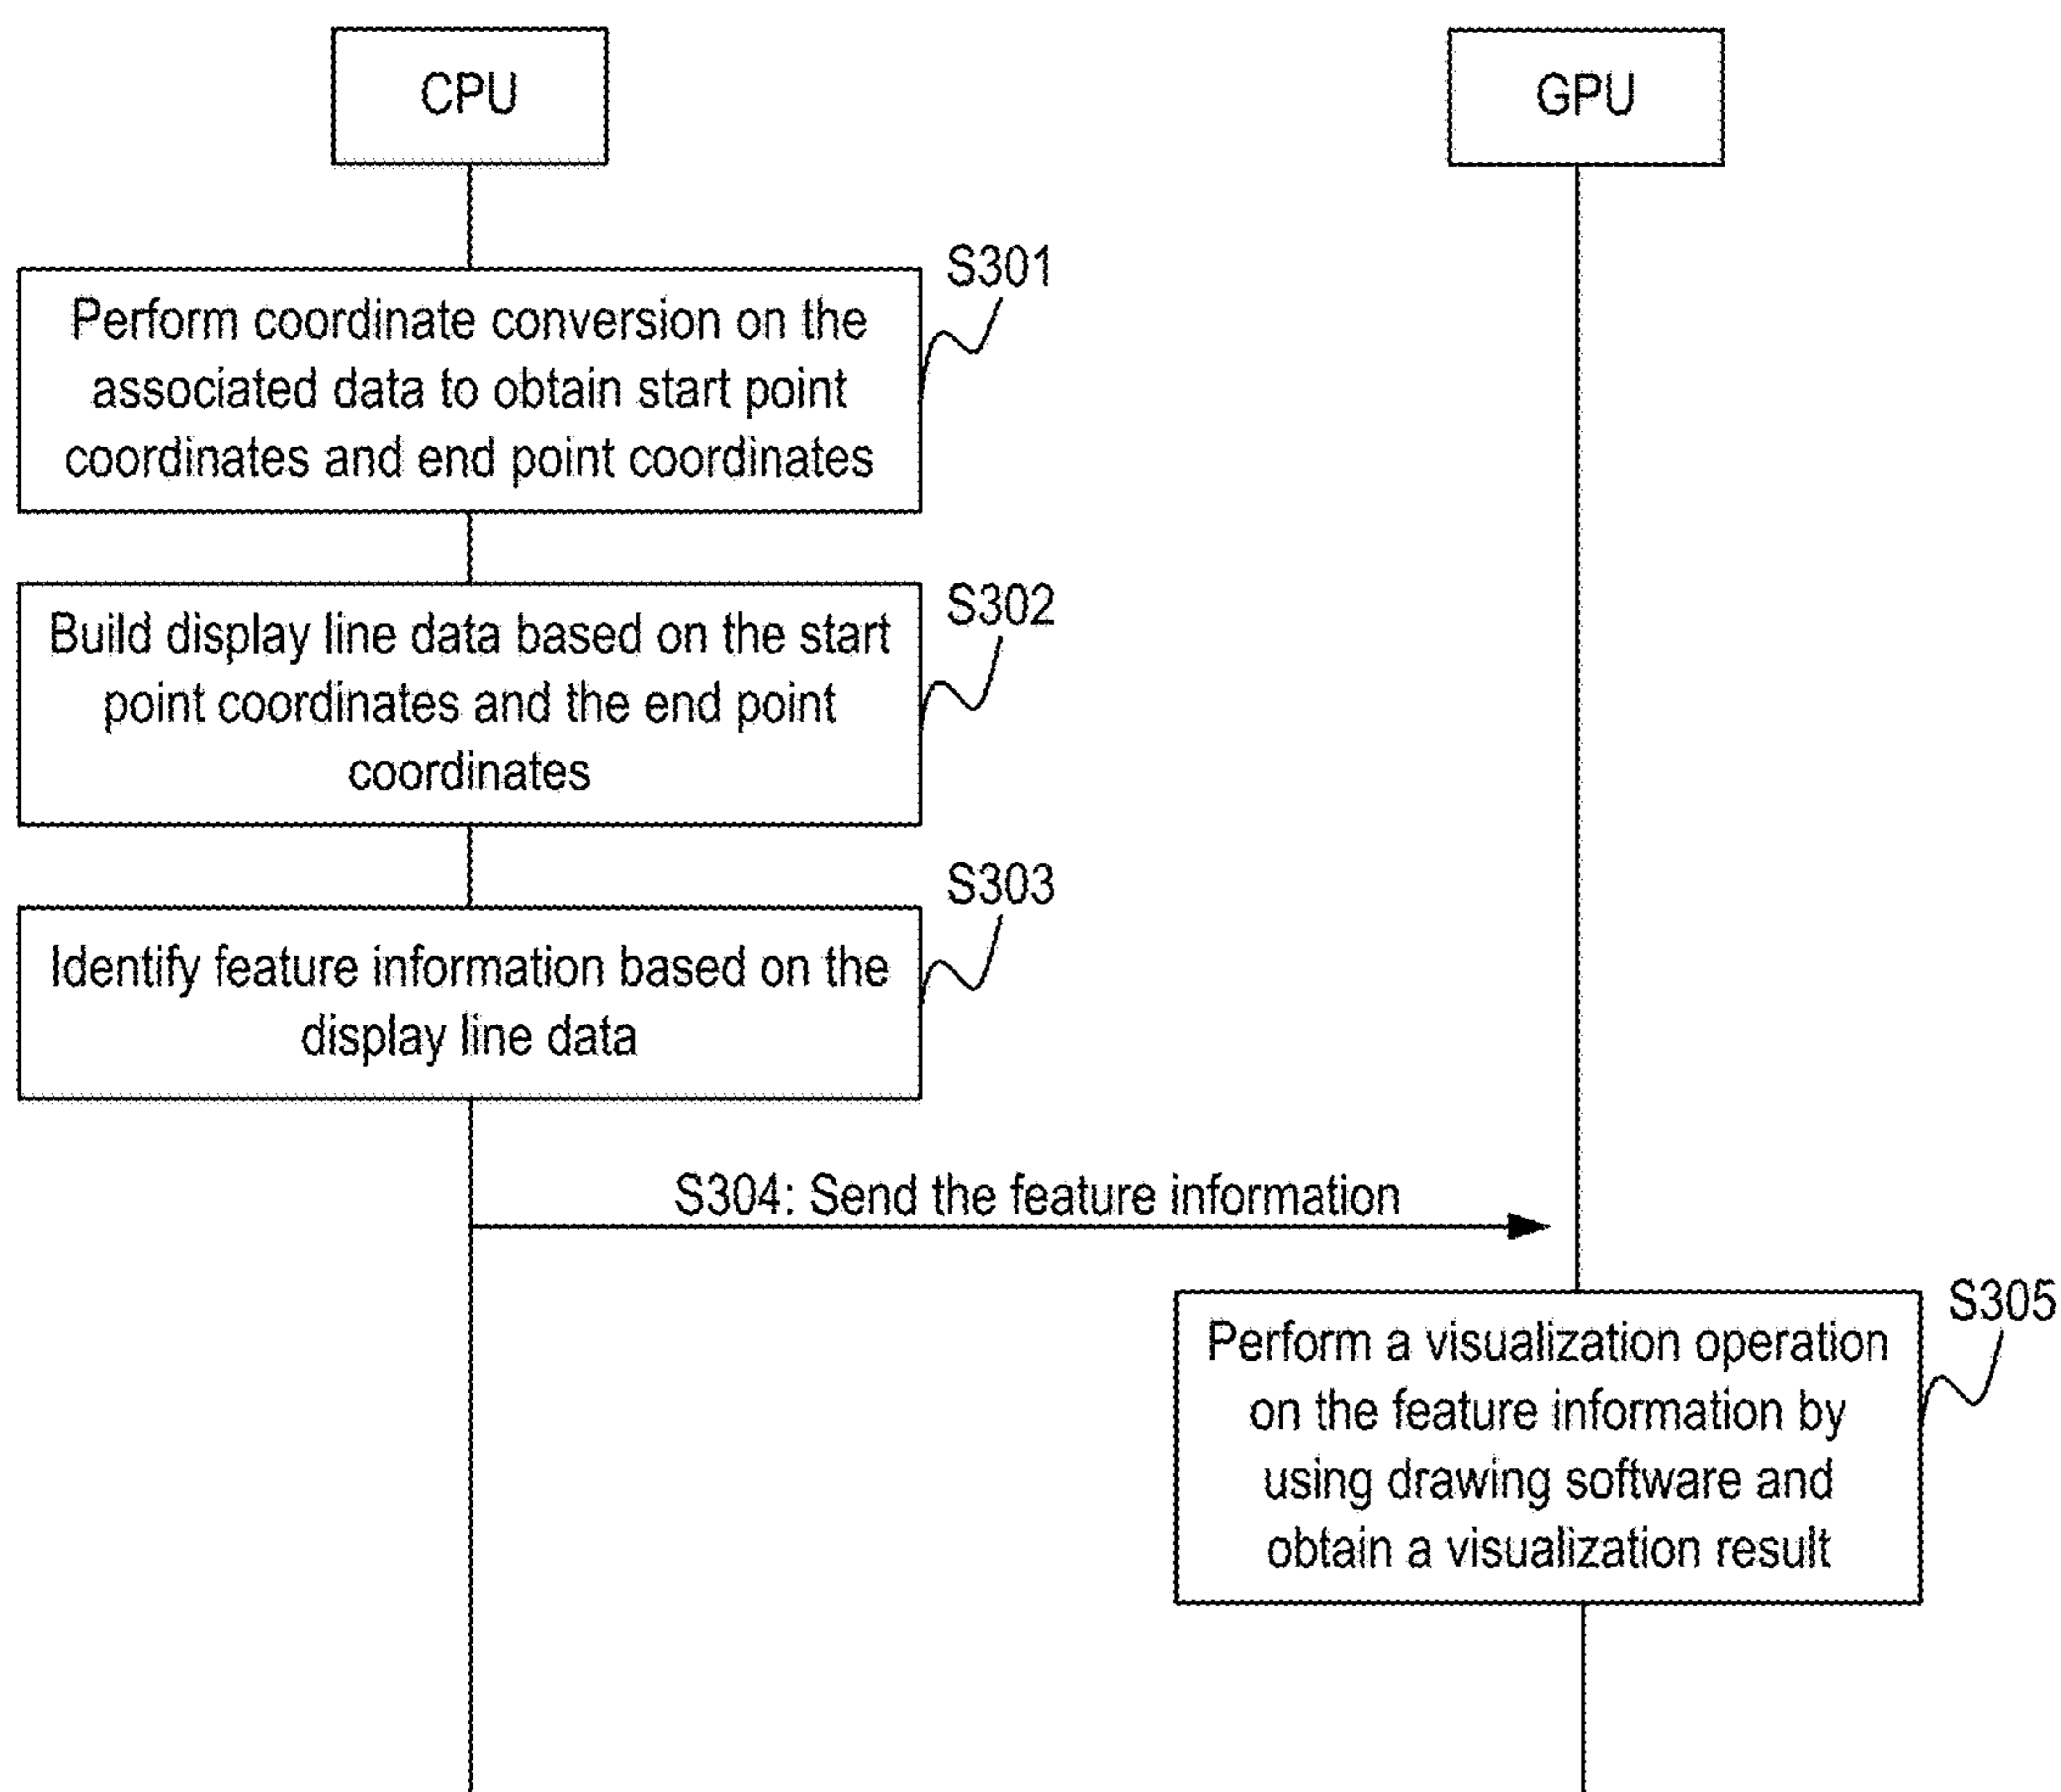 CPU
GPU
S301
Perform coordinate conversion on the
associated data to obtain start point
coordinates and end point coordinates
S302
Build display line data based on the start
point coordinates and the end point
coordinates
S303
Identify feature information based on the
display line data
S304: Send the feature information
S305
Perform a visualization operation
on the feature information by
using drawing software and
obtain a visualization result